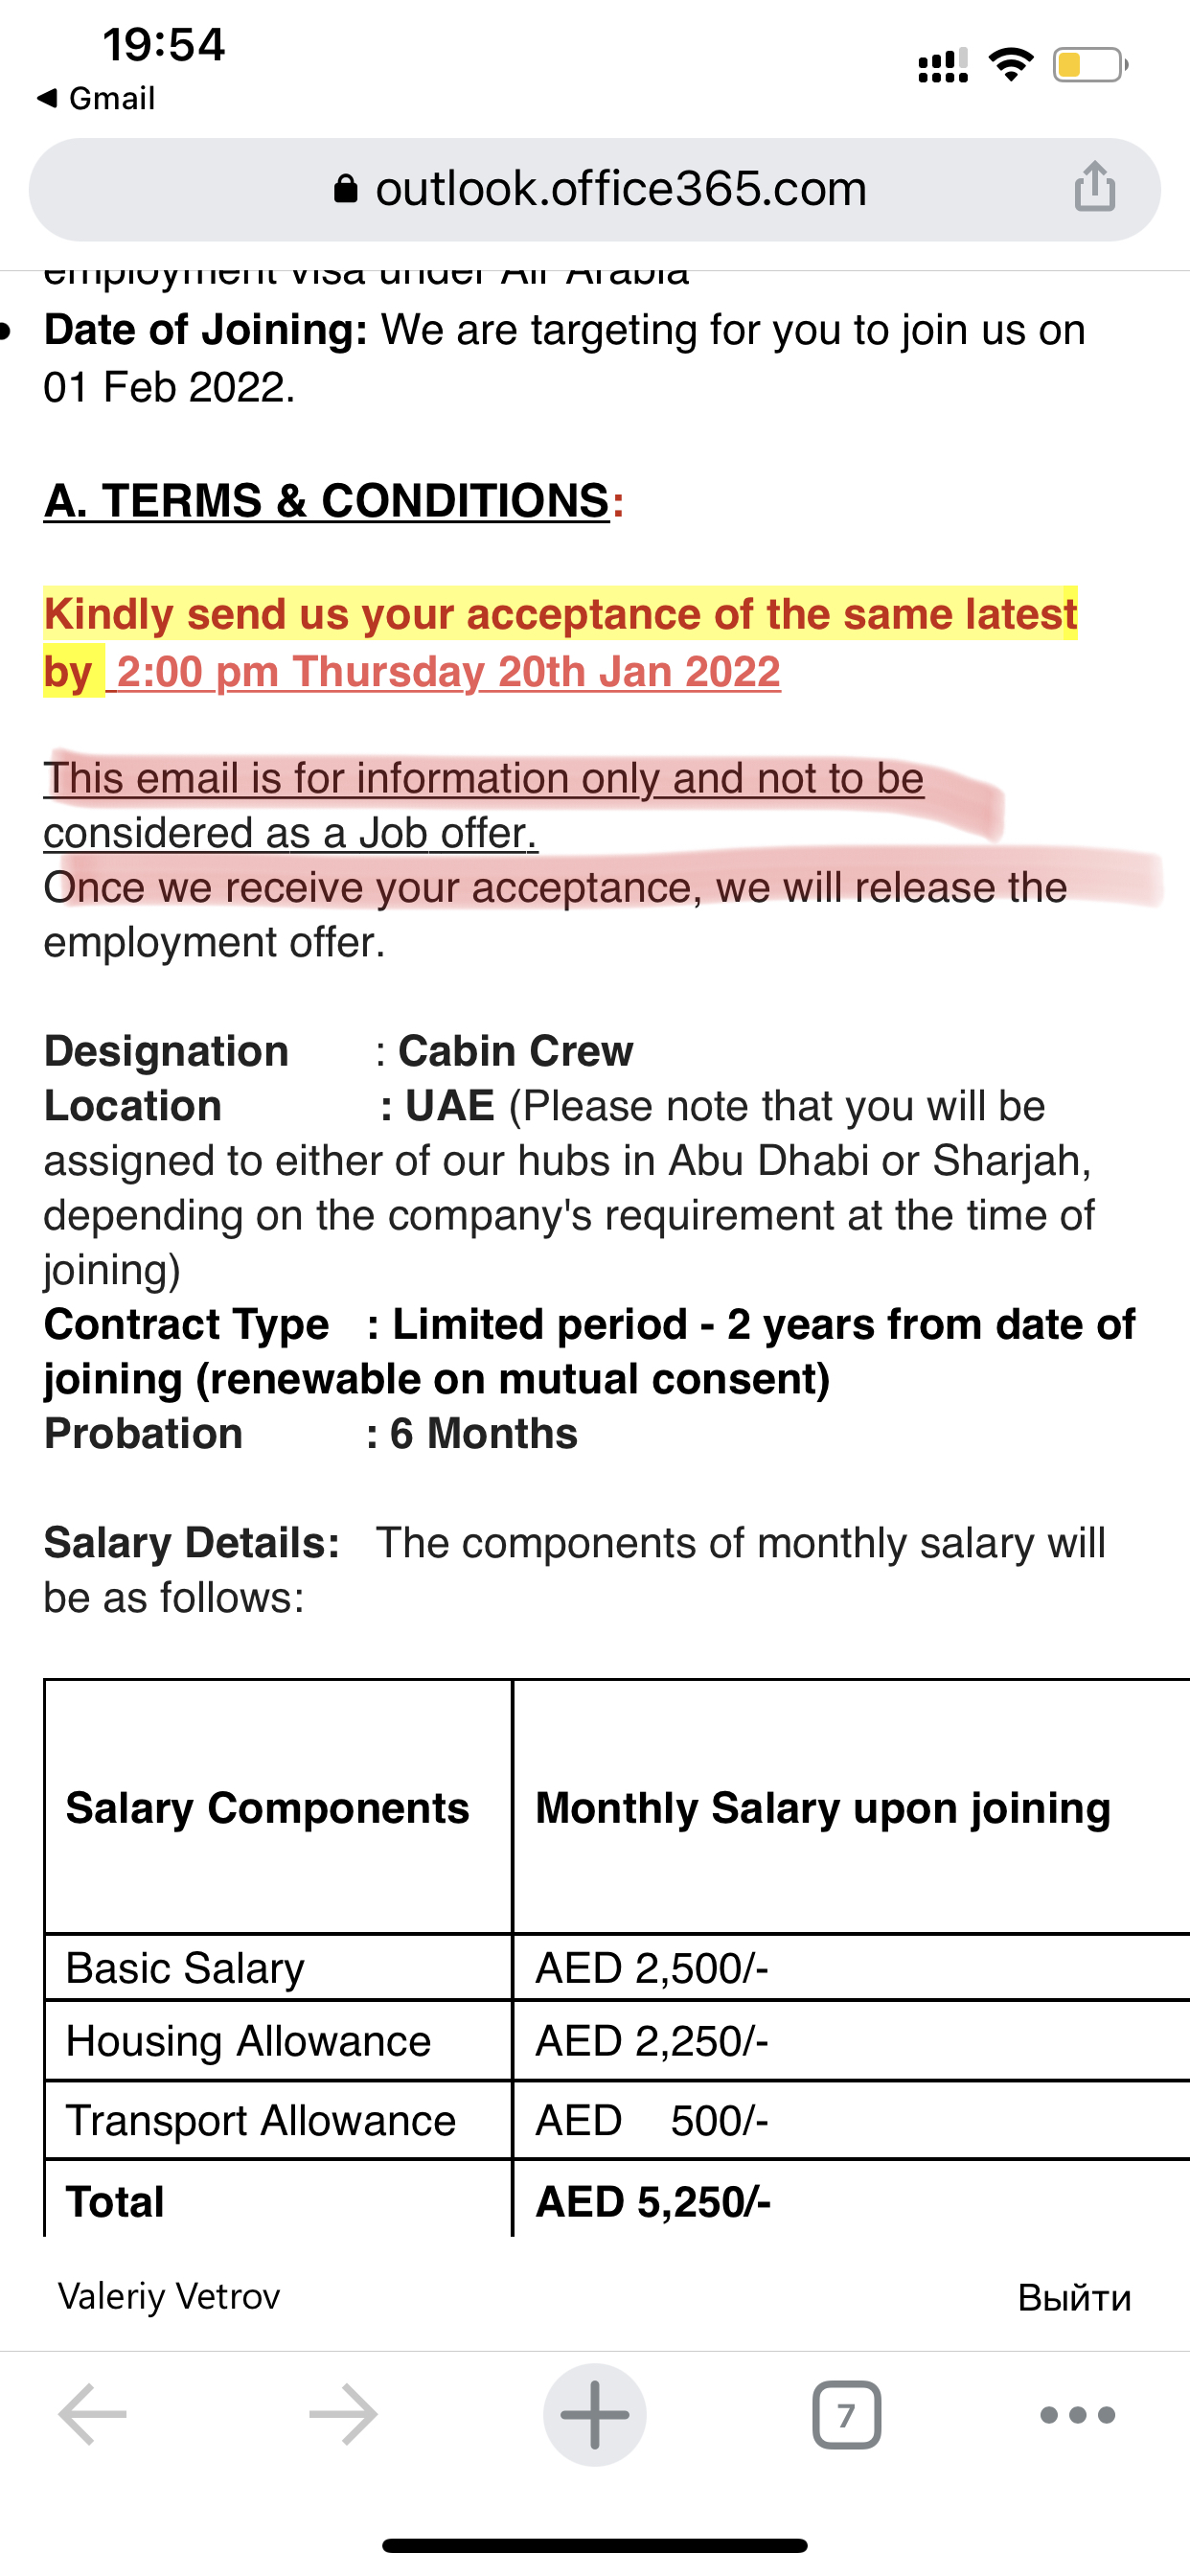 19:54
◀ Gmail
outlook.office365.com
employment visa under Air Arabia
• Date of Joining: We are targeting for you to join us on
01 Feb 2022.
A. TERMS & CONDITIONS:
Kindly send us your acceptance of the same latest
by 2:00 pm Thursday 20th Jan 2022
This email is for information only and not to be
considered as a Job offer.
Once we receive your acceptance, we will release the
employment offer.
Designation : Cabin Crew
Location : UAE (Please note that you will be
assigned to either of our hubs in Abu Dhabi or Sharjah,
depending on the company's requirement at the time of
joining)
Contract Type : Limited period - 2 years from date of
joining (renewable on mutual consent)
Probation : 6 Months
Salary Details: The components of monthly salary will
be as follows:
Salary Components Monthly Salary upon joining
Basic Salary AED 2,500/-
Housing Allowance AED 2,250/-
Transport Allowance AED 500/-
Total AED 5,250/-
Valeriy Vetrov Выйти
7